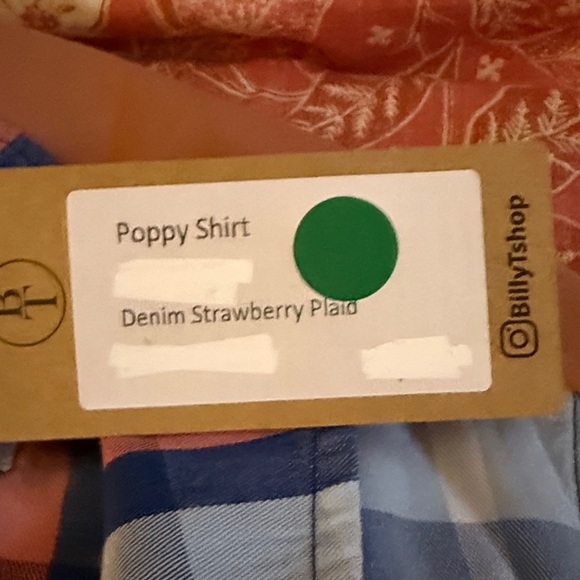 Poppy Shirt
Denim Strawberry Plaid
BT
BillyTshop